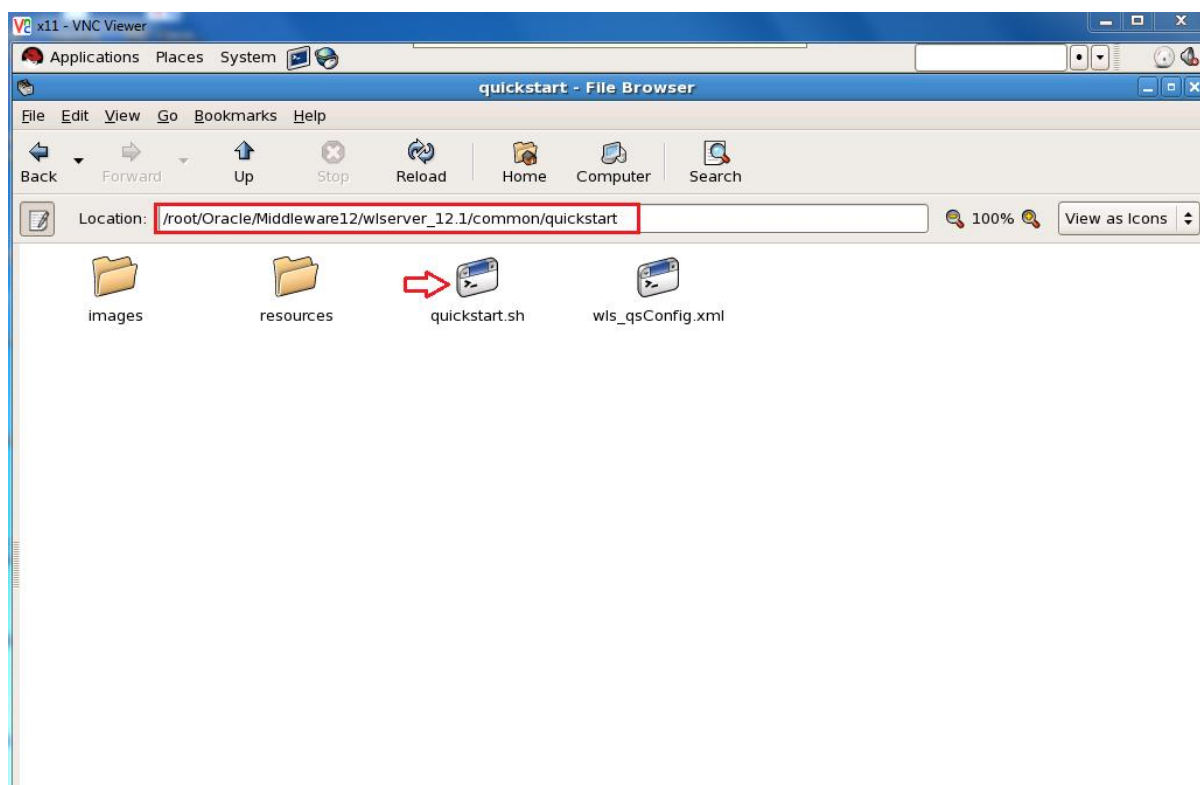 x11 - VNC Viewer
Applications Places System
quickstart - File Browser
File Edit View Go Bookmarks Help
Back Forward Up Stop Reload Home Computer Search
Location: /root/Oracle/Middleware12/wlserver_12.1/common/quickstart 100% View as Icons
images resources quickstart.sh wls_qsConfig.xml